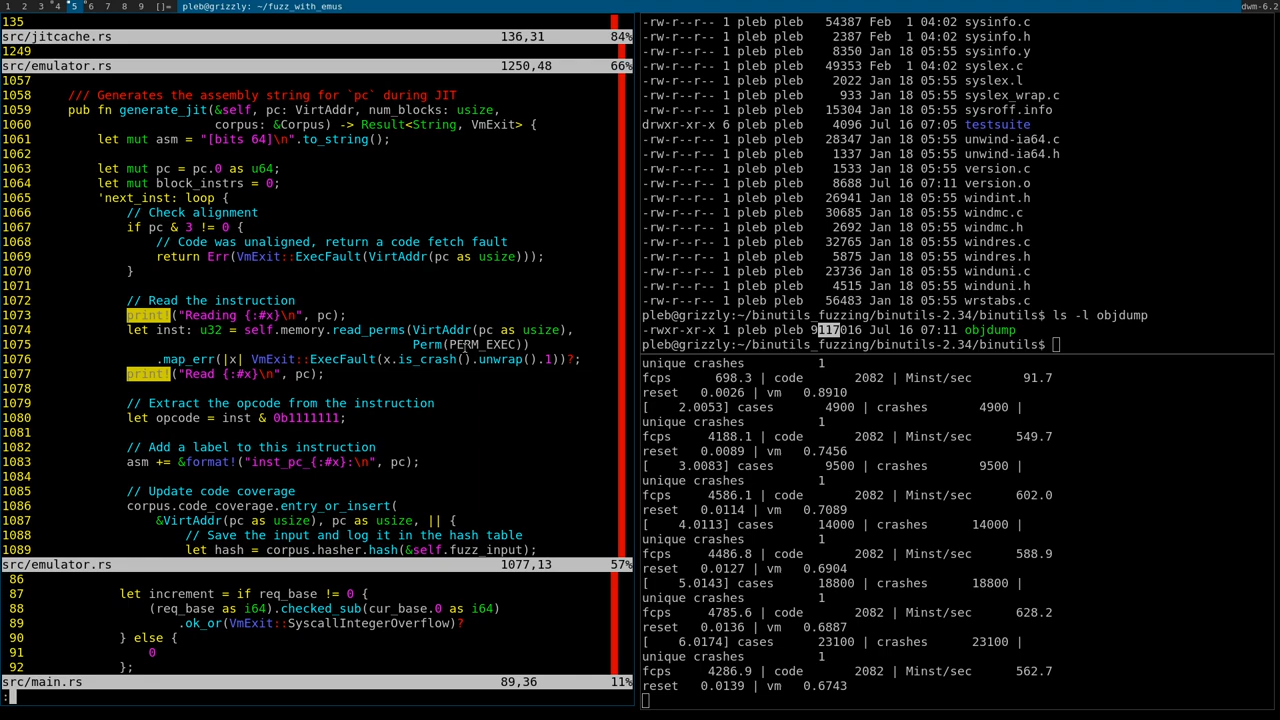 1 2 3 4 5 6 7 8 9 []= pleb@grizzly: ~/fuzz_with_emus dwm-6.2
135
src/jitcache.rs 136,31 84%
1249
src/emulator.rs 1250,48 66%
1057
1058 /// Generates the assembly string for `pc` during JIT
1059 pub fn generate_jit(&self, pc: VirtAddr, num_blocks: usize,
1060 corpus: &Corpus) -> Result<String, VmExit> {
1061 let mut asm = "[bits 64]\n".to_string();
1062
1063 let mut pc = pc.0 as u64;
1064 let mut block_instrs = 0;
1065 'next_inst: loop {
1066 // Check alignment
1067 if pc & 3 != 0 {
1068 // Code was unaligned, return a code fetch fault
1069 return Err(VmExit::ExecFault(VirtAddr(pc as usize)));
1070 }
1071
1072 // Read the instruction
1073 print!("Reading {:#x}\n", pc);
1074 let inst: u32 = self.memory.read_perms(VirtAddr(pc as usize),
1075 Perm(PERM_EXEC))
1076 .map_err(|x| VmExit::ExecFault(x.is_crash().unwrap().1))?;
1077 print!("Read {:#x}\n", pc);
1078
1079 // Extract the opcode from the instruction
1080 let opcode = inst & 0b1111111;
1081
1082 // Add a label to this instruction
1083 asm += &format!("inst_pc_{:#x}:\n", pc);
1084
1085 // Update code coverage
1086 corpus.code_coverage.entry_or_insert(
1087 &VirtAddr(pc as usize), pc as usize, || {
1088 // Save the input and log it in the hash table
1089 let hash = corpus.hasher.hash(&self.fuzz_input);
src/emulator.rs 1077,13 57%
86
87 let increment = if req_base != 0 {
88 (req_base as i64).checked_sub(cur_base.0 as i64)
89 .ok_or(VmExit::SyscallIntegerOverflow)?
90 } else {
91 0
92 };
src/main.rs 89,36 11%
:
-rw-r--r-- 1 pleb pleb 54387 Feb 1 04:02 sysinfo.c
-rw-r--r-- 1 pleb pleb 2387 Feb 1 04:02 sysinfo.h
-rw-r--r-- 1 pleb pleb 8350 Jan 18 05:55 sysinfo.y
-rw-r--r-- 1 pleb pleb 49353 Feb 1 04:02 syslex.c
-rw-r--r-- 1 pleb pleb 2022 Jan 18 05:55 syslex.l
-rw-r--r-- 1 pleb pleb 933 Jan 18 05:55 syslex_wrap.c
-rw-r--r-- 1 pleb pleb 15304 Jan 18 05:55 sysroff.info
drwxr-xr-x 6 pleb pleb 4096 Jul 16 07:05 testsuite
-rw-r--r-- 1 pleb pleb 28347 Jan 18 05:55 unwind-ia64.c
-rw-r--r-- 1 pleb pleb 1337 Jan 18 05:55 unwind-ia64.h
-rw-r--r-- 1 pleb pleb 1533 Jan 18 05:55 version.c
-rw-r--r-- 1 pleb pleb 8688 Jul 16 07:11 version.o
-rw-r--r-- 1 pleb pleb 26941 Jan 18 05:55 windint.h
-rw-r--r-- 1 pleb pleb 30685 Jan 18 05:55 windmc.c
-rw-r--r-- 1 pleb pleb 2692 Jan 18 05:55 windmc.h
-rw-r--r-- 1 pleb pleb 32765 Jan 18 05:55 windres.c
-rw-r--r-- 1 pleb pleb 5875 Jan 18 05:55 windres.h
-rw-r--r-- 1 pleb pleb 23736 Jan 18 05:55 winduni.c
-rw-r--r-- 1 pleb pleb 4515 Jan 18 05:55 winduni.h
-rw-r--r-- 1 pleb pleb 56483 Jan 18 05:55 wrstabs.c
pleb@grizzly:~/binutils_fuzzing/binutils-2.34/binutils$ ls -l objdump
-rwxr-xr-x 1 pleb pleb 9117016 Jul 16 07:11 objdump
pleb@grizzly:~/binutils_fuzzing/binutils-2.34/binutils$
unique crashes 1
fcps 698.3 | code 2082 | Minst/sec 91.7
reset 0.0026 | vm 0.8910
[ 2.0053] cases 4900 | crashes 4900 |
unique crashes 1
fcps 4188.1 | code 2082 | Minst/sec 549.7
reset 0.0089 | vm 0.7456
[ 3.0083] cases 9500 | crashes 9500 |
unique crashes 1
fcps 4586.1 | code 2082 | Minst/sec 602.0
reset 0.0114 | vm 0.7089
[ 4.0113] cases 14000 | crashes 14000 |
unique crashes 1
fcps 4486.8 | code 2082 | Minst/sec 588.9
reset 0.0127 | vm 0.6904
[ 5.0143] cases 18800 | crashes 18800 |
unique crashes 1
fcps 4785.6 | code 2082 | Minst/sec 628.2
reset 0.0136 | vm 0.6887
[ 6.0174] cases 23100 | crashes 23100 |
unique crashes 1
fcps 4286.9 | code 2082 | Minst/sec 562.7
reset 0.0139 | vm 0.6743